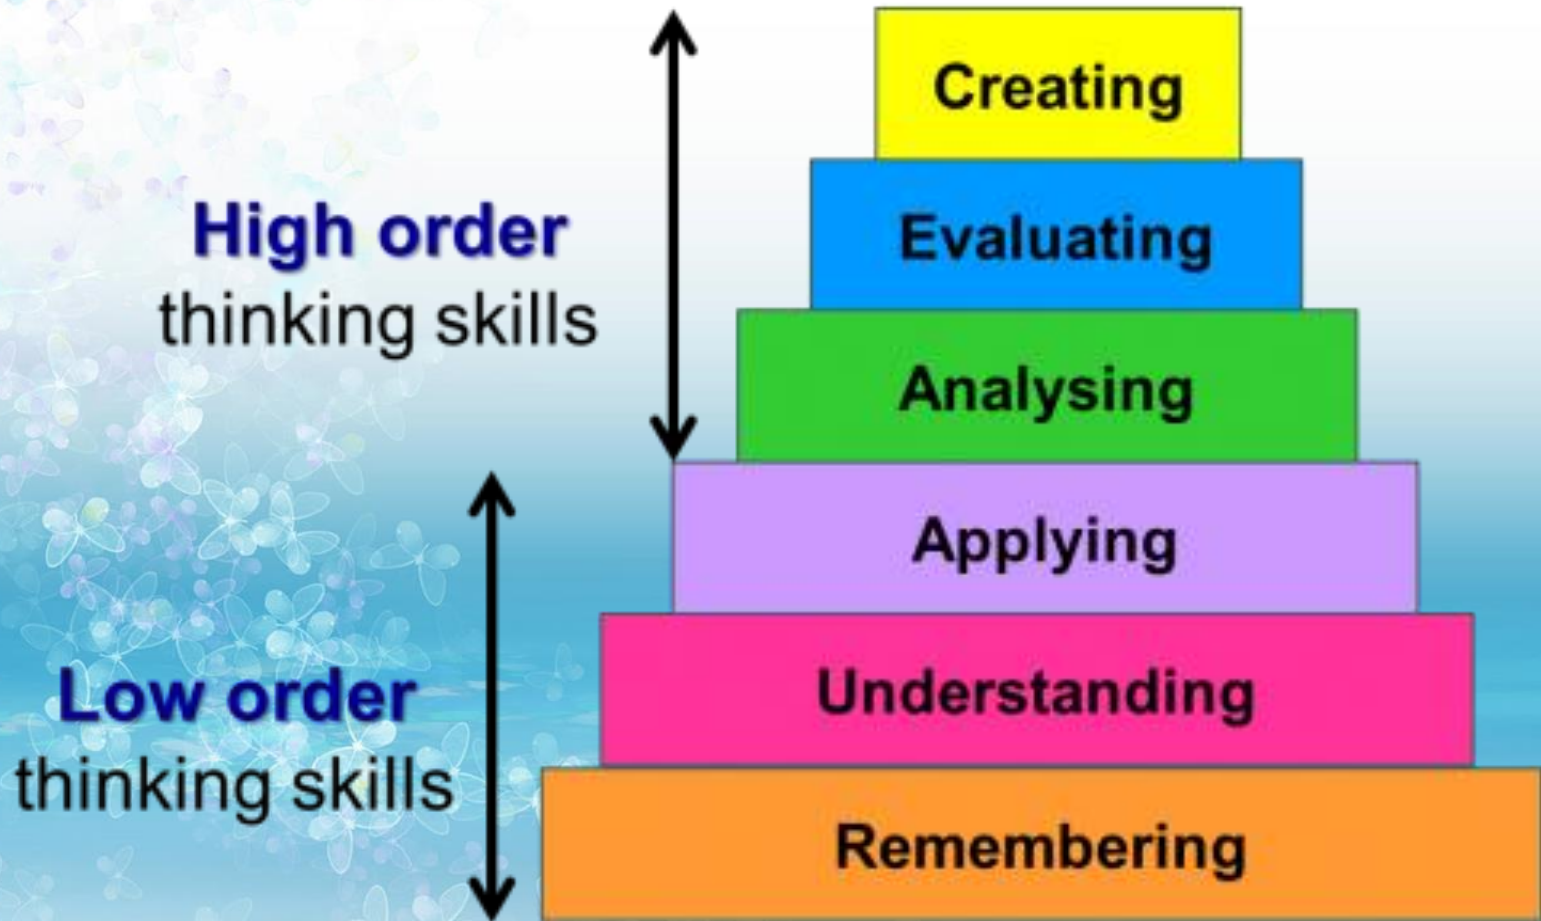 Creating
Evaluating
High order
thinking skills
Analysing
Applying
Understanding
Low order
thinking skills
Remembering